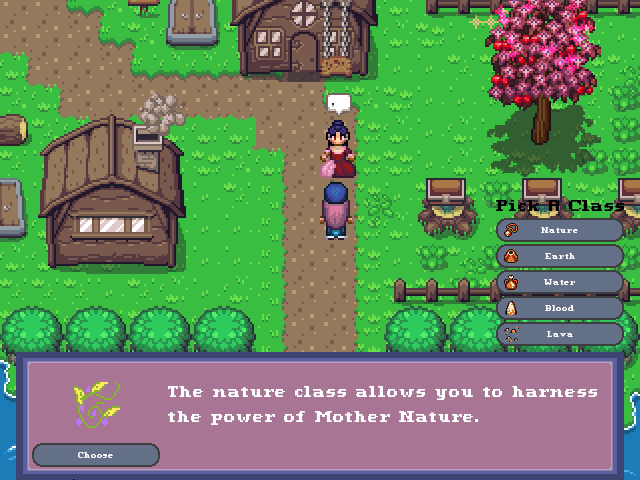 Pick A Class
Nature
Earth
Water
Blood
Lava
The nature class allows you to harness
the power of Mother Nature.
Choose